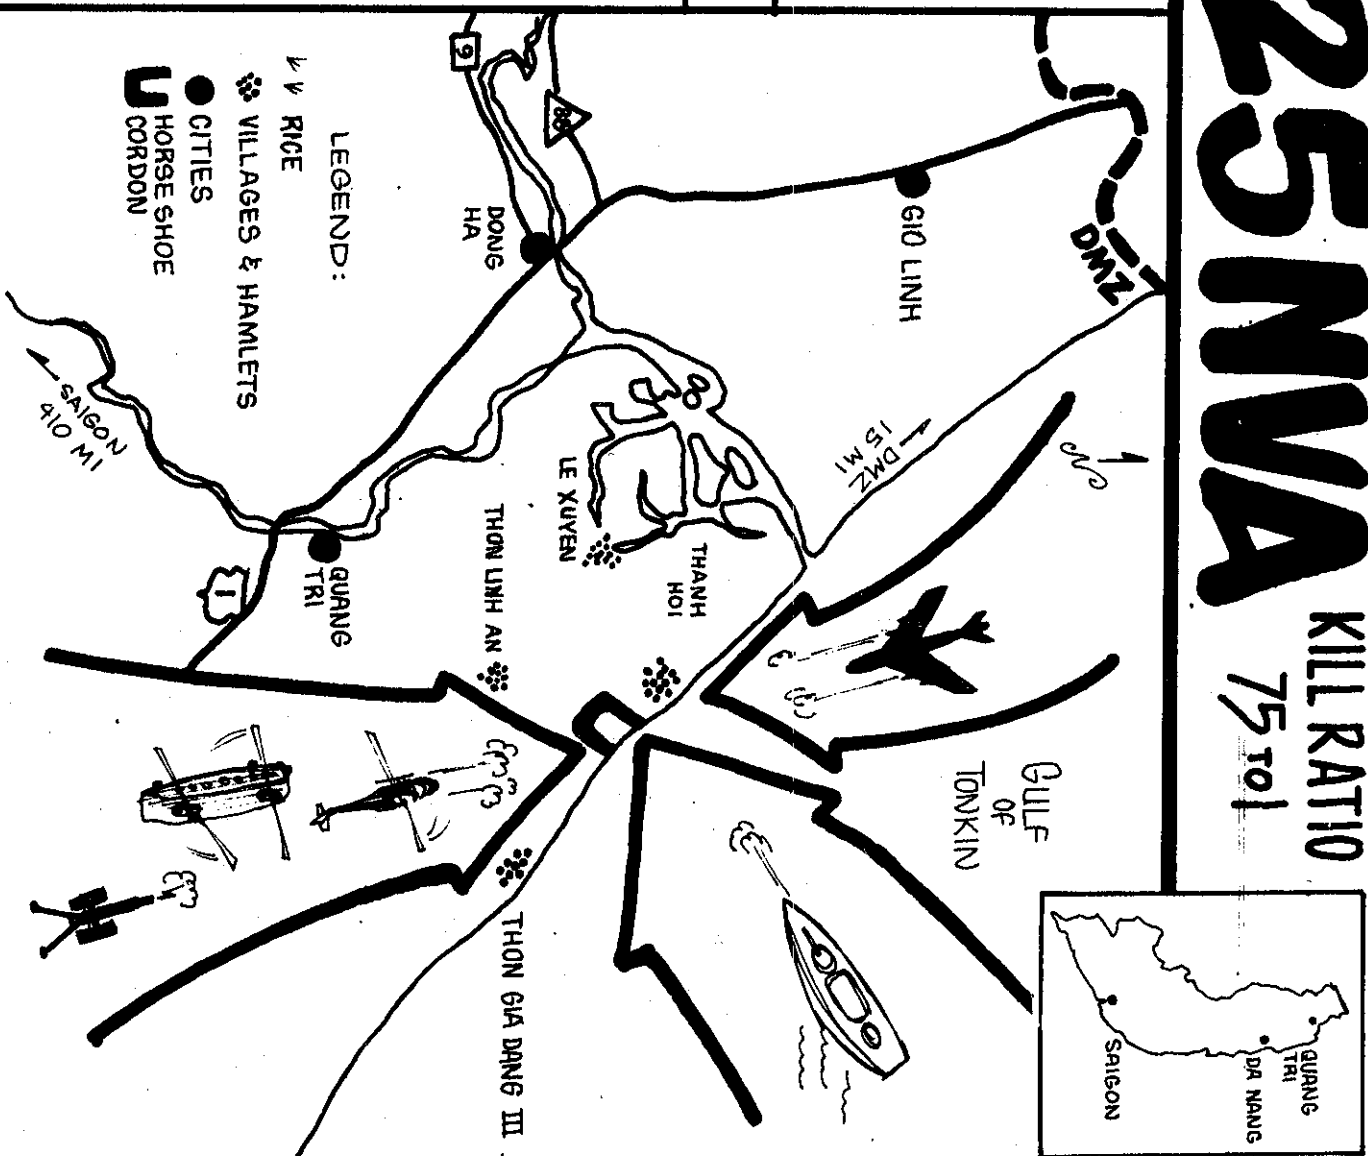 25 NVA
KILL RATIO
75 TO 1
DMZ
GIO LINH
DMZ
15 MI
GULF
OF
TONKIN
QUANG
TRI
DA NANG
SAIGON
9
88
DONG
HA
THANH
HOI
LE XUYEN
THON LINH AN
THON GIA DANG III
QUANG
TRI
1
LEGEND:
RICE
VILLAGES & HAMLETS
CITIES
HORSE SHOE
CORDON
SAIGON
410 MI